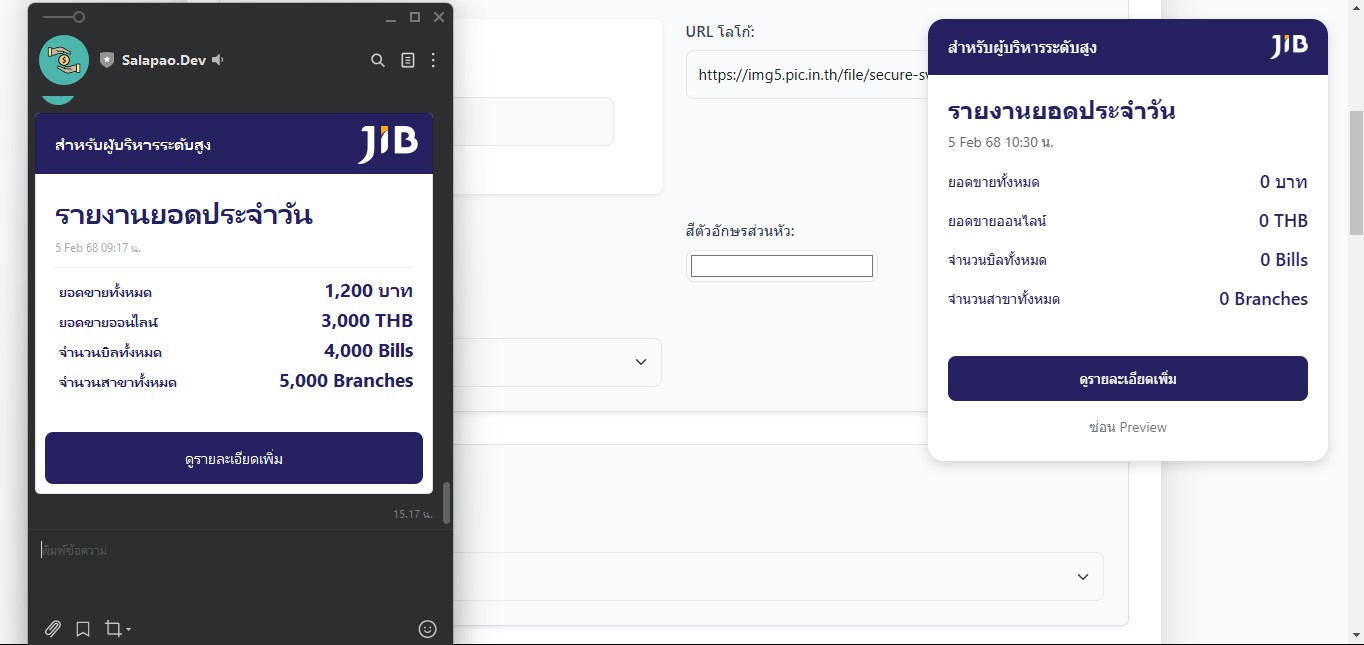 Salapao.Dev
สำหรับผู้บริหารระดับสูง
JIB
รายงานยอดประจำวัน
5 Feb 68 09:17 น.
ยอดขายทั้งหมด 1,200 บาท
ยอดขายออนไลน์ 3,000 THB
จำนวนบิลทั้งหมด 4,000 Bills
จำนวนสาขาทั้งหมด 5,000 Branches
ดูรายละเอียดเพิ่ม
15.17 น.
พิมพ์ข้อความ
URL โลโก้:
https://img5.pic.in.th/file/secure-sv
สีตัวอักษรส่วนหัว:
สำหรับผู้บริหารระดับสูง
JIB
รายงานยอดประจำวัน
5 Feb 68 10:30 น.
ยอดขายทั้งหมด 0 บาท
ยอดขายออนไลน์ 0 THB
จำนวนบิลทั้งหมด 0 Bills
จำนวนสาขาทั้งหมด 0 Branches
ดูรายละเอียดเพิ่ม
ซ่อน Preview